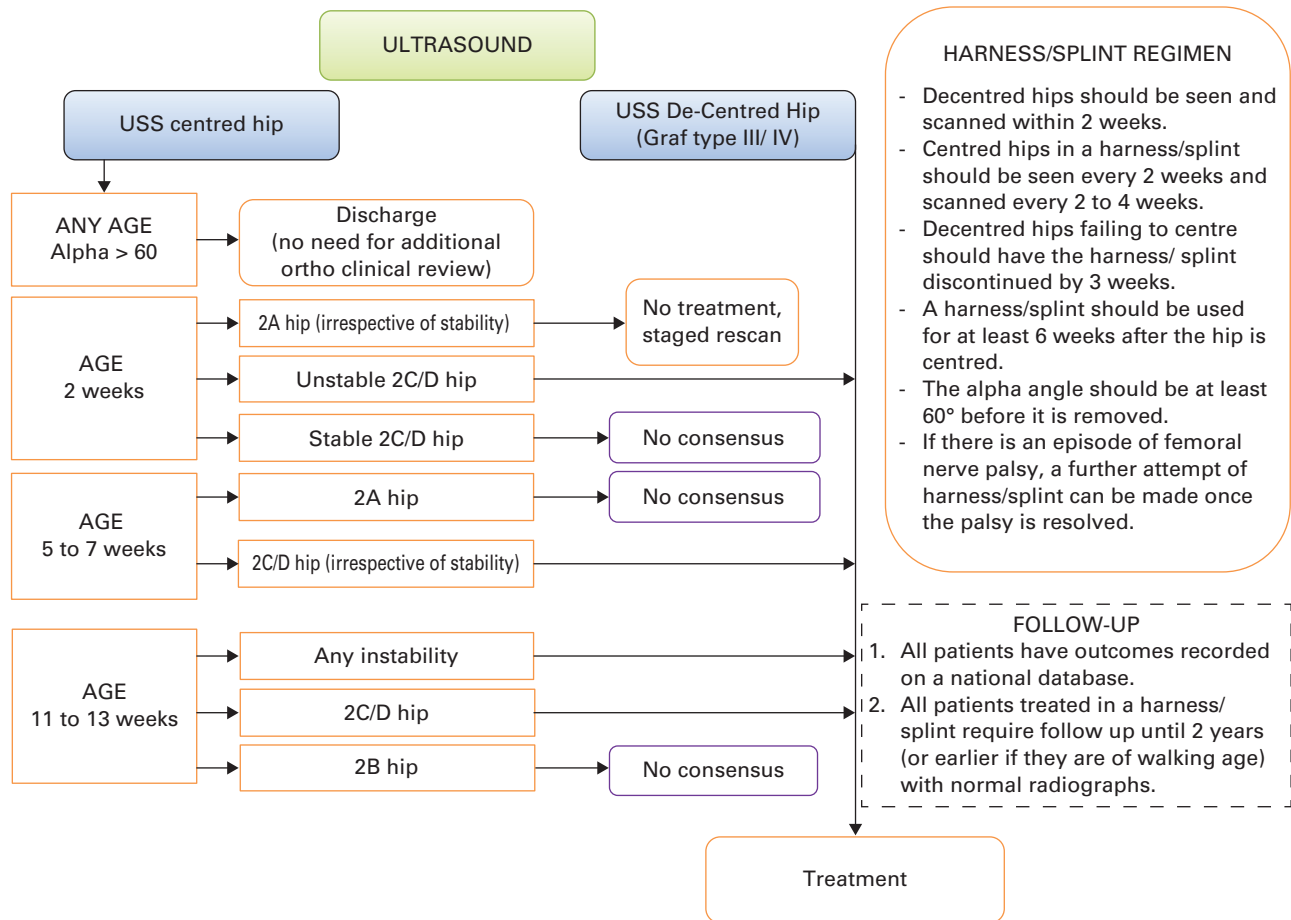 ULTRASOUND
USS centred hip
USS De-Centred Hip
(Graf type III/ IV)
ANY AGE
Alpha > 60
Discharge
(no need for additional
ortho clinical review)
AGE
2 weeks
2A hip (irrespective of stability)
No treatment,
staged rescan
Unstable 2C/D hip
Stable 2C/D hip
No consensus
AGE
5 to 7 weeks
2A hip
No consensus
2C/D hip (irrespective of stability)
AGE
11 to 13 weeks
Any instability
2C/D hip
2B hip
No consensus
Treatment
HARNESS/SPLINT REGIMEN
- Decentred hips should be seen and
scanned within 2 weeks.
- Centred hips in a harness/splint
should be seen every 2 weeks and
scanned every 2 to 4 weeks.
- Decentred hips failing to centre
should have the harness/ splint
discontinued by 3 weeks.
- A harness/splint should be used
for at least 6 weeks after the hip is
centred.
- The alpha angle should be at least
60° before it is removed.
- If there is an episode of femoral
nerve palsy, a further attempt of
harness/splint can be made once
the palsy is resolved.
FOLLOW-UP
1. All patients have outcomes recorded
on a national database.
2. All patients treated in a harness/
splint require follow up until 2 years
(or earlier if they are of walking age)
with normal radiographs.